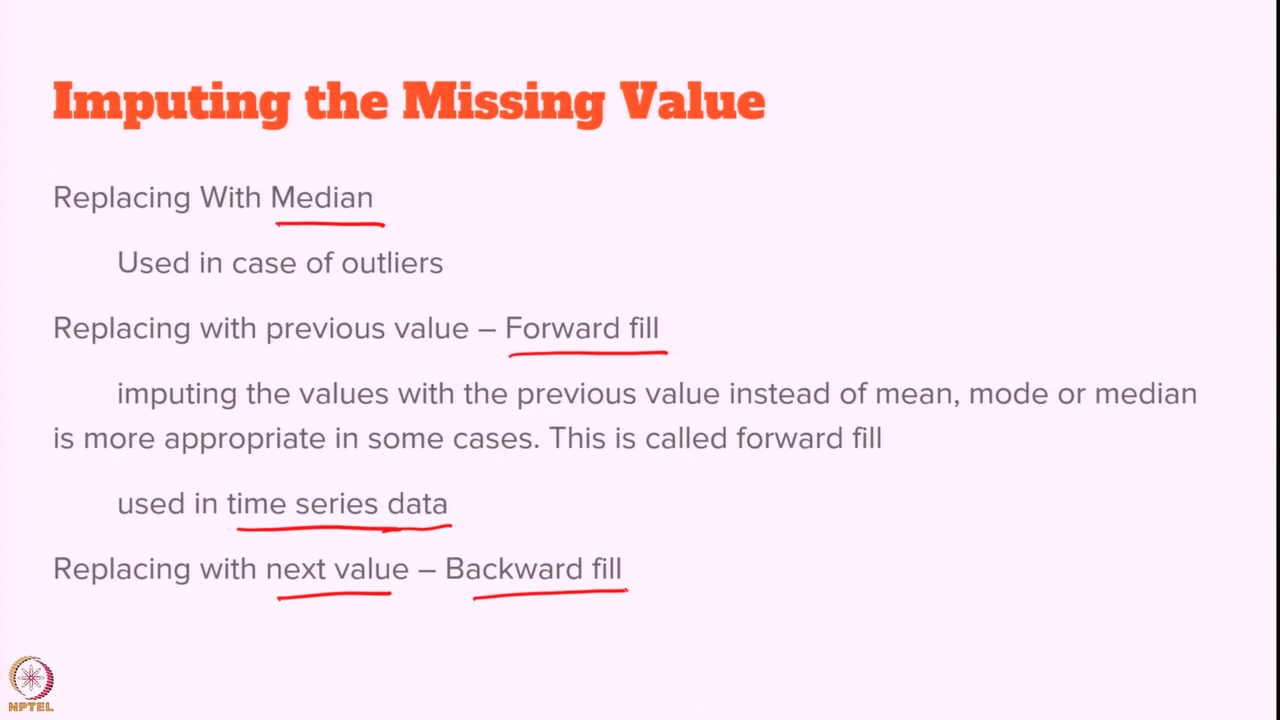 Imputing the Missing Value
Replacing With Median
Used in case of outliers
Replacing with previous value – Forward fill
imputing the values with the previous value instead of mean, mode or median
is more appropriate in some cases. This is called forward fill
used in time series data
Replacing with next value – Backward fill
NPTEL